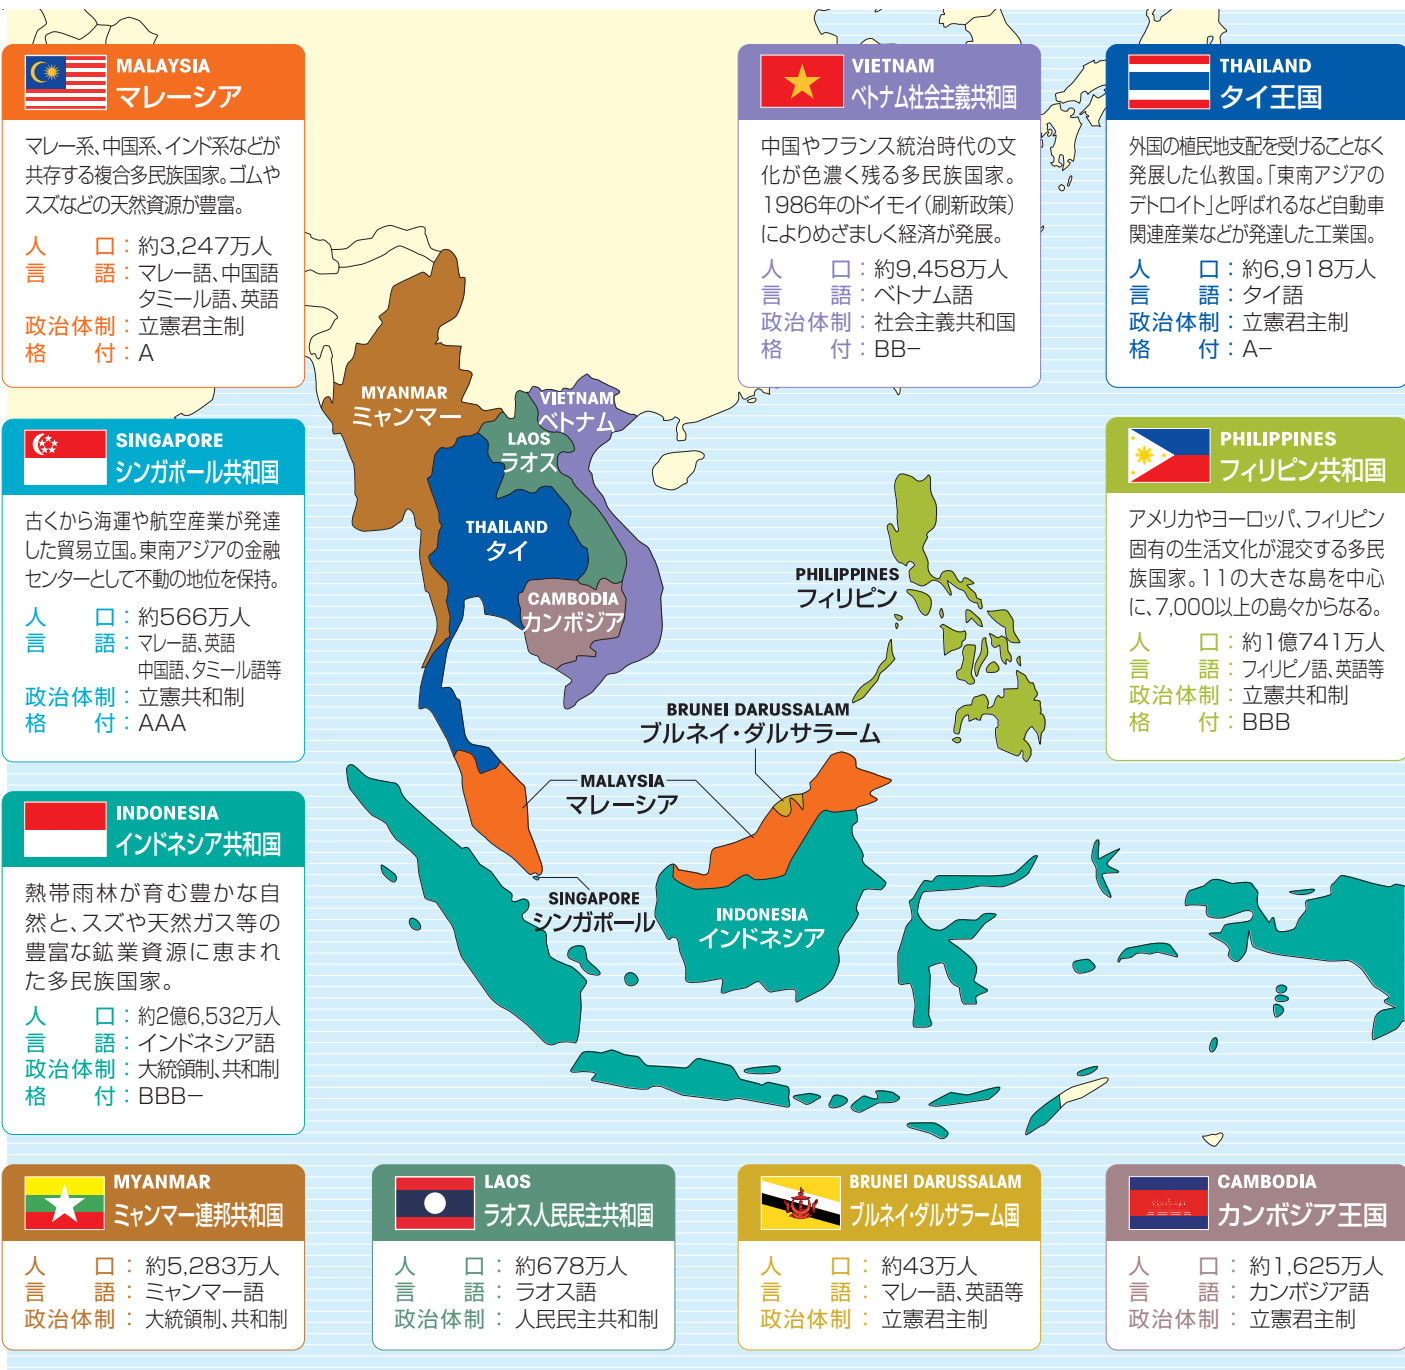 MALAYSIA
マレーシア
マレー系、中国系、インド系などが
共存する複合多民族国家。ゴムや
スズなどの天然資源が豊富。
人口：約3,247万人
言語：マレー語、中国語
タミール語、英語
政治体制：立憲君主制
格付：A
VIETNAM
ベトナム社会主義共和国
中国やフランス統治時代の文
化が色濃く残る多民族国家。
1986年のドイモイ（刷新政策）
によりめざましく経済が発展。
人口：約9,458万人
言語：ベトナム語
政治体制：社会主義共和国
格付：BB−
THAILAND
タイ王国
外国の植民地支配を受けることなく
発展した仏教国。「東南アジアの
デトロイト」と呼ばれるなど自動車
関連産業などが発達した工業国。
人口：約6,918万人
言語：タイ語
政治体制：立憲君主制
格付：A−
SINGAPORE
シンガポール共和国
古くから海運や航空産業が発達
した貿易立国。東南アジアの金融
センターとして不動の地位を保持。
人口：約566万人
言語：マレー語、英語
中国語、タミール語等
政治体制：立憲共和制
格付：AAA
PHILIPPINES
フィリピン共和国
アメリカやヨーロッパ、フィリピン
固有の生活文化が混交する多民
族国家。11の大きな島を中心
に、7,000以上の島々からなる。
人口：約1億741万人
言語：フィリピノ語、英語等
政治体制：立憲共和制
格付：BBB
MYANMAR
ミャンマー
VIETNAM
ベトナム
LAOS
ラオス
THAILAND
タイ
CAMBODIA
カンボジア
PHILIPPINES
フィリピン
BRUNEI DARUSSALAM
ブルネイ・ダルサラーム
MALAYSIA
マレーシア
SINGAPORE
シンガポール
INDONESIA
インドネシア
INDONESIA
インドネシア共和国
熱帯雨林が育む豊かな自
然と、スズや天然ガス等の
豊富な鉱業資源に恵まれ
た多民族国家。
人口：約2億6,532万人
言語：インドネシア語
政治体制：大統領制、共和制
格付：BBB−
MYANMAR
ミャンマー連邦共和国
人口：約5,283万人
言語：ミャンマー語
政治体制：大統領制、共和制
LAOS
ラオス人民民主共和国
人口：約678万人
言語：ラオス語
政治体制：人民民主共和制
BRUNEI DARUSSALAM
ブルネイ・ダルサラーム国
人口：約43万人
言語：マレー語、英語等
政治体制：立憲君主制
CAMBODIA
カンボジア王国
人口：約1,625万人
言語：カンボジア語
政治体制：立憲君主制